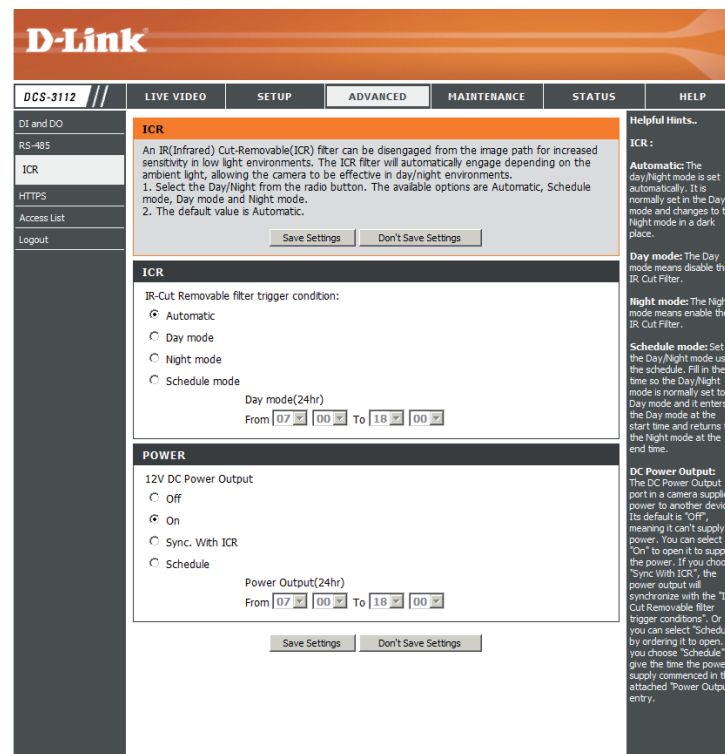 D-Link
DCS-3112 // LIVE VIDEO SETUP ADVANCED MAINTENANCE STATUS HELP
DI and DO
RS-485
ICR
HTTPS
Access List
Logout
ICR
An IR(Infrared) Cut-Removable(ICR) filter can be disengaged from the image path for increased
sensitivity in low light environments. The ICR filter will automatically engage depending on the
ambient light, allowing the camera to be effective in day/night environments.
1. Select the Day/Night from the radio button. The available options are Automatic, Schedule
mode, Day mode and Night mode.
2. The default value is Automatic.
Save Settings Don't Save Settings
ICR
IR-Cut Removable filter trigger condition:
Automatic
Day mode
Night mode
Schedule mode
Day mode(24hr)
From 07 00 To 18 00
POWER
12V DC Power Output
Off
On
Sync. With ICR
Schedule
Power Output(24hr)
From 07 00 To 18 00
Save Settings Don't Save Settings
Helpful Hints..
ICR :
Automatic: The
day/Night mode is set
automatically. It is
normally set in the Day
mode and changes to
Night mode in a dark
place.
Day mode: The Day
mode means disable
IR Cut Filter.
Night mode: The
mode means enable
IR Cut Filter.
Schedule mode: Set
the Day/Night mode
the schedule. Fill in the
time so the Day/Night
mode is normally set to
Day mode and it enters
the Day mode at the
start time and returns
the Night mode at the
end time.
DC Power Output:
The DC Power Output
port in a camera
power to another
Its default is "Off",
meaning it can't supply
power. You can select
"On" to open it to
the power. If you
"Sync With ICR", the
power output will
synchronize with the
Cut Removable filter
trigger conditions". Or
you can select
by ordering it to open.
you choose "Schedule"
give the time the
supply commenced in
attached "Power
entry.